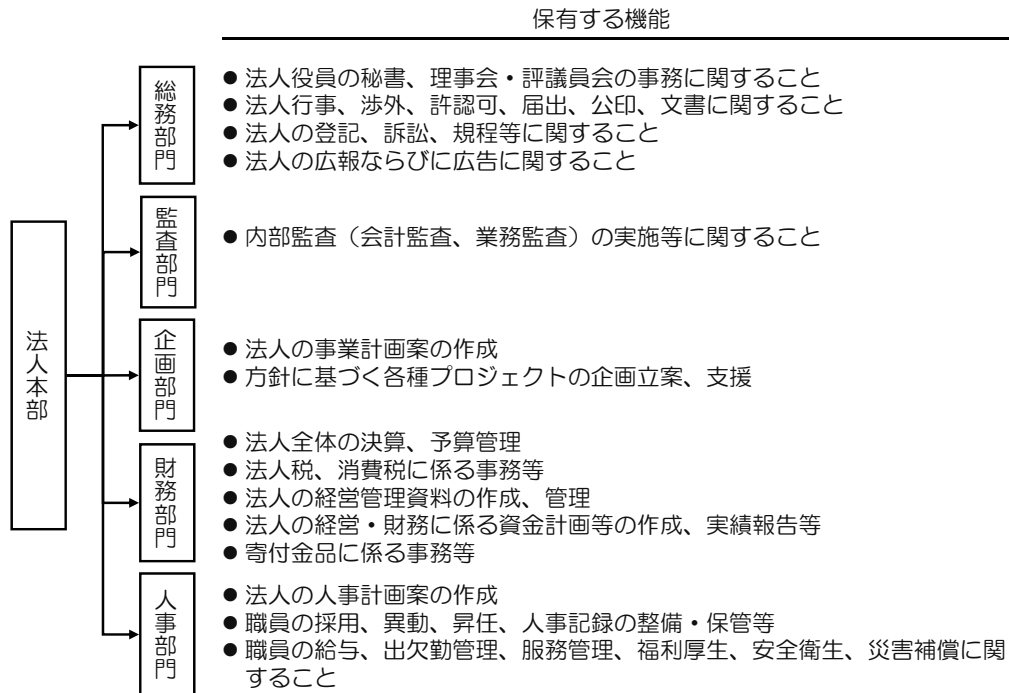 保有する機能
総務部門
●法人役員の秘書、理事会・評議員会の事務に関すること
●法人行事、渉外、許認可、届出、公印、文書に関すること
●法人の登記、訴訟、規程等に関すること
●法人の広報ならびに広告に関すること
監査部門
●内部監査（会計監査、業務監査）の実施等に関すること
法人本部
企画部門
●法人の事業計画案の作成
●方針に基づく各種プロジェクトの企画立案、支援
財務部門
●法人全体の決算、予算管理
●法人税、消費税に係る事務等
●法人の経営管理資料の作成、管理
●法人の経営・財務に係る資金計画等の作成、実績報告等
●寄付金品に係る事務等
人事部門
●法人の人事計画案の作成
●職員の採用、異動、昇任、人事記録の整備・保管等
●職員の給与、出欠勤管理、服務管理、福利厚生、安全衛生、災害補償に関
すること